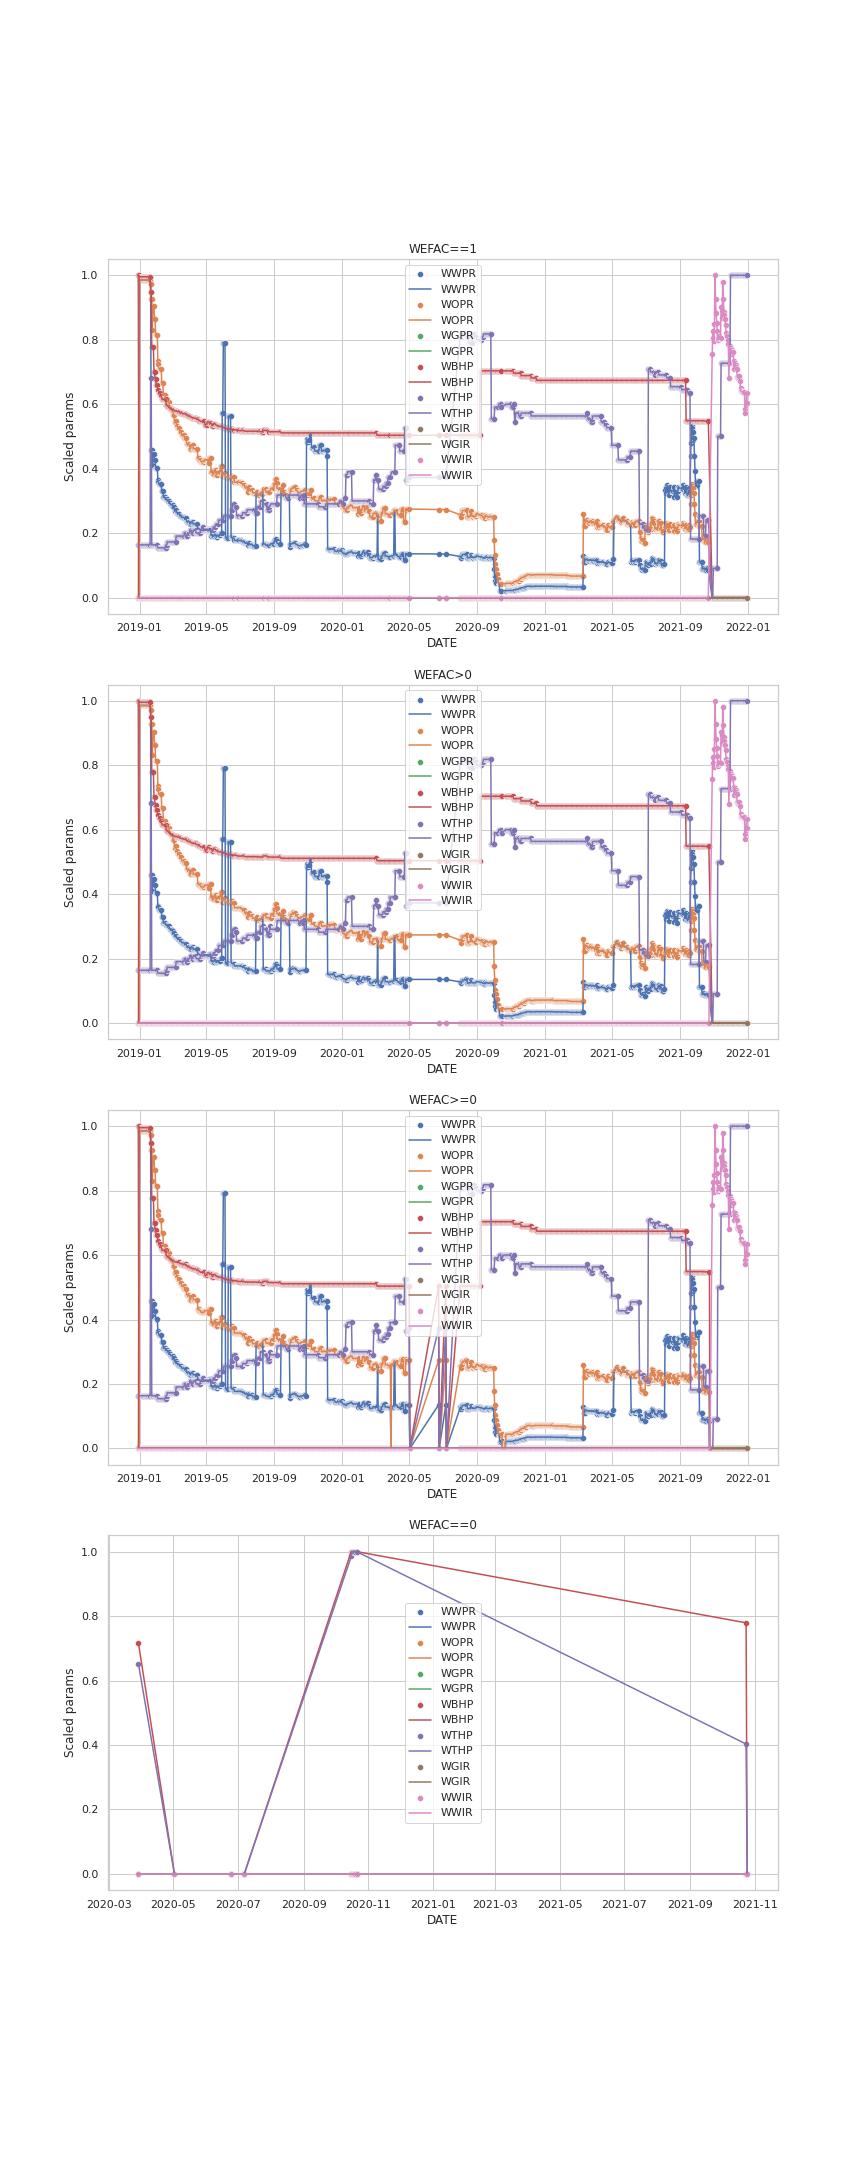 WEFAC==1
1.0
0.8
0.6
0.4
0.2
0.0
Scaled params
WWPR
WWPR
WOPR
WOPR
WGPR
WGPR
WBHP
WBHP
WTHP
WTHP
WGIR
WGIR
WWIR
WWIR
2019-01 2019-05 2019-09 2020-01 2020-05 2020-09 2021-01 2021-05 2021-09 2022-01
DATE
WEFAC>0
1.0
0.8
0.6
0.4
0.2
0.0
Scaled params
WWPR
WWPR
WOPR
WOPR
WGPR
WGPR
WBHP
WBHP
WTHP
WTHP
WGIR
WGIR
WWIR
WWIR
2019-01 2019-05 2019-09 2020-01 2020-05 2020-09 2021-01 2021-05 2021-09 2022-01
DATE
WEFAC>=0
1.0
0.8
0.6
0.4
0.2
0.0
Scaled params
WWPR
WWPR
WOPR
WOPR
WGPR
WGPR
WBHP
WBHP
WTHP
WTHP
WGIR
WGIR
WWIR
WWIR
2019-01 2019-05 2019-09 2020-01 2020-05 2020-09 2021-01 2021-05 2021-09 2022-01
DATE
WEFAC==0
1.0
0.8
0.6
0.4
0.2
0.0
Scaled params
WWPR
WWPR
WOPR
WOPR
WGPR
WGPR
WBHP
WBHP
WTHP
WTHP
WGIR
WGIR
WWIR
WWIR
2020-03 2020-05 2020-07 2020-09 2020-11 2021-01 2021-03 2021-05 2021-07 2021-09 2021-11
DATE